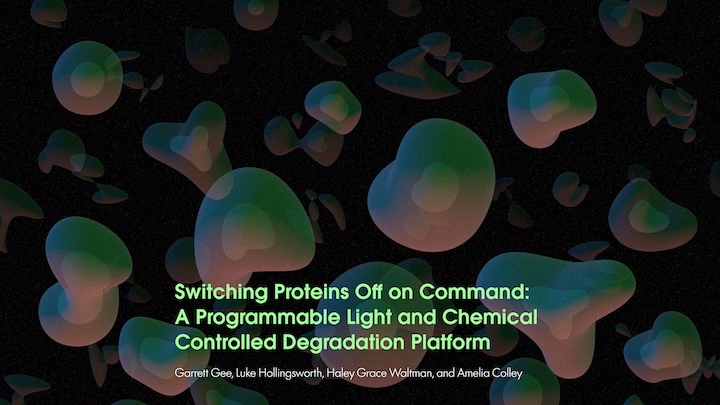 Switching Proteins Off on Command:
A Programmable Light and Chemical
Controlled Degradation Platform
Garrett Gee, Luke Hollingsworth, Haley Grace Waltman, and Amelia Colley